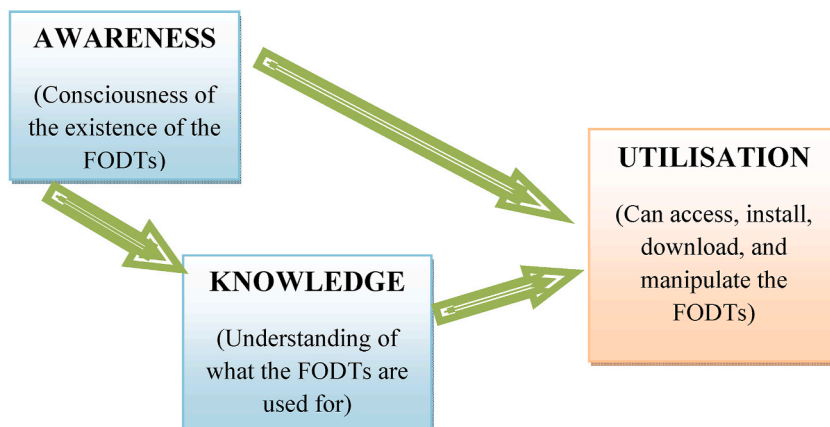 AWARENESS
(Consciousness of
the existence of the
FODTs)
KNOWLEDGE
(Understanding of
what the FODTs are
used for)
UTILISATION
(Can access, install,
download, and
manipulate the
FODTs)